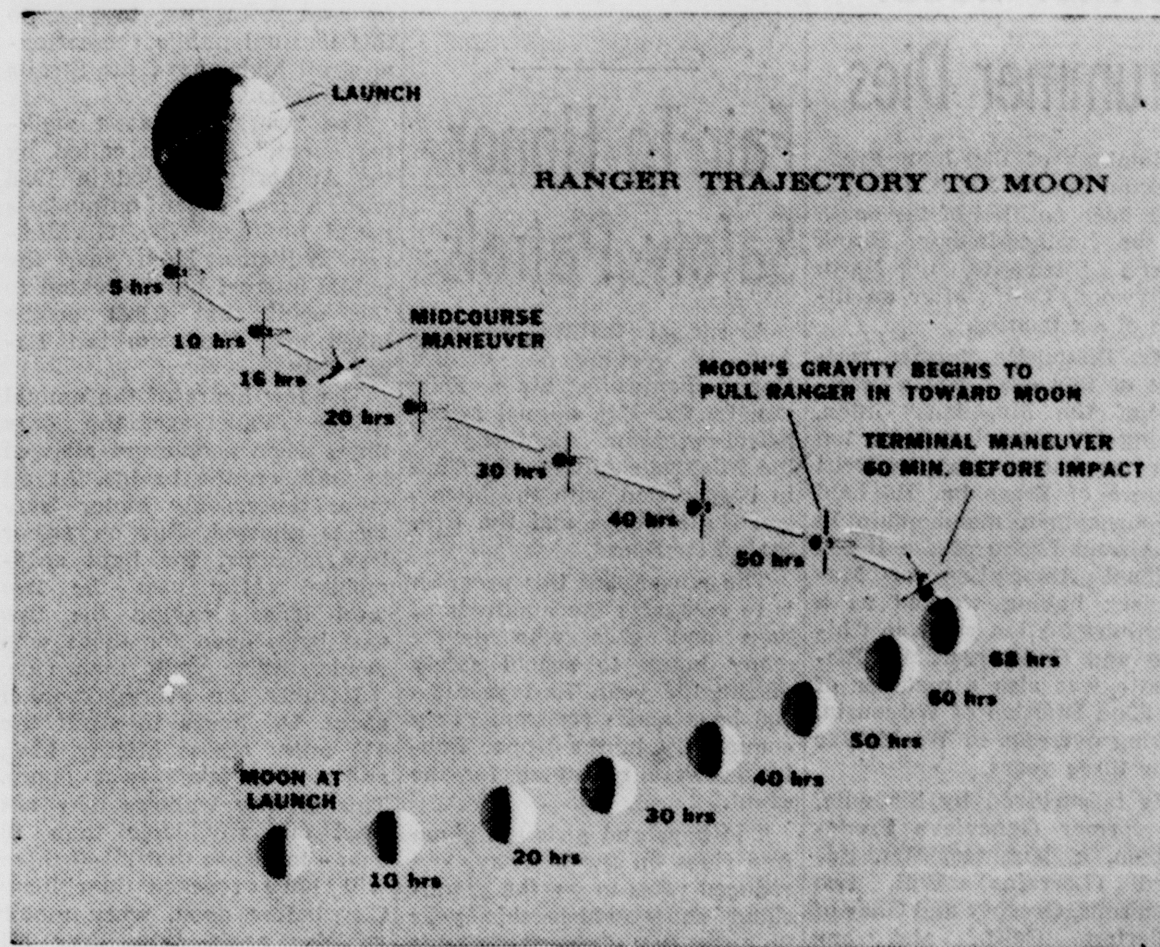 LAUNCH
RANGER TRAJECTORY TO MOON
5 hrs
10 hrs
MIDCOURSE
MANEUVER
16 hrs
MOON'S GRAVITY BEGINS TO
PULL RANGER IN TOWARD MOON
20 hrs
TERMINAL MANEUVER
60 MIN. BEFORE IMPACT
30 hrs
40 hrs
50 hrs
68 hrs
60 hrs
50 hrs
40 hrs
MOON AT
LAUNCH
30 hrs
20 hrs
10 hrs